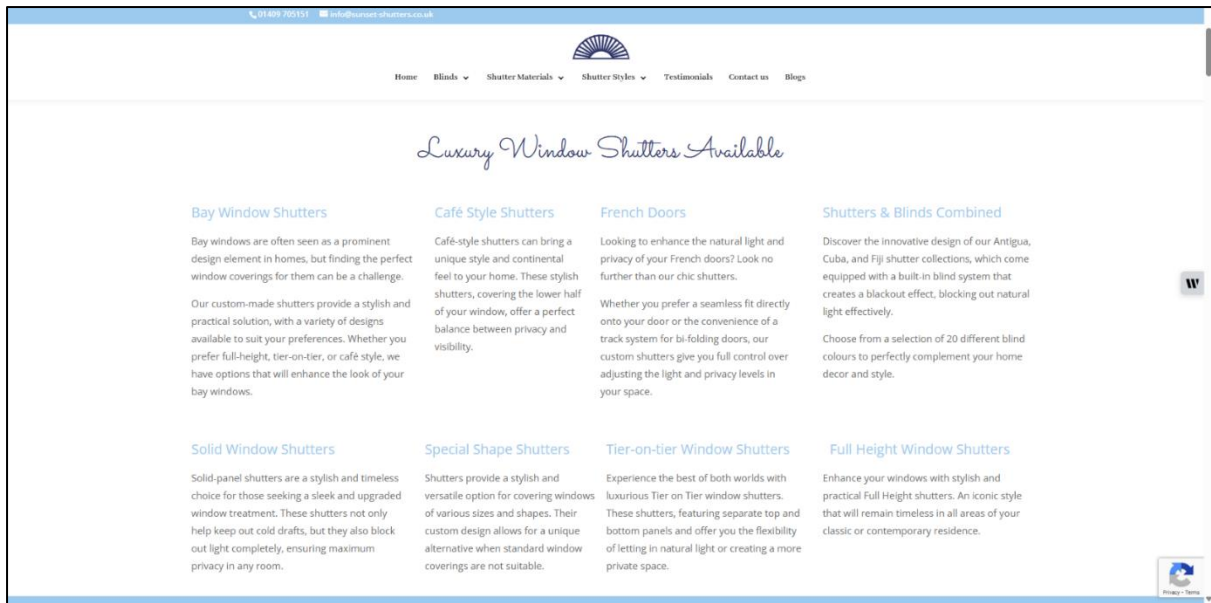 01409 705151 info@sunset-shutters.co.uk
Home Blinds Shutter Materials Shutter Styles Testimonials Contact us Blogs
Luxury Window Shutters Available
Bay Window Shutters
Bay windows are often seen as a prominent
design element in homes, but finding the perfect
window coverings for them can be a challenge.
Our custom-made shutters provide a stylish and
practical solution, with a variety of designs
available to suit your preferences. Whether you
prefer full-height, tier-on-tier, or café style, we
have options that will enhance the look of your
bay windows.
Café Style Shutters
Café-style shutters can bring a
unique style and continental
feel to your home. These stylish
shutters, covering the lower half
of your window, offer a perfect
balance between privacy and
visibility.
French Doors
Looking to enhance the natural light and
privacy of your French doors? Look no
further than our chic shutters.
Whether you prefer a seamless fit directly
onto your door or the convenience of a
track system for bi-folding doors, our
custom shutters give you full control over
adjusting the light and privacy levels in
your space.
Shutters & Blinds Combined
Discover the innovative design of our Antigua,
Cuba, and Fiji shutter collections, which come
equipped with a built-in blind system that
creates a blackout effect, blocking out natural
light effectively.
Choose from a selection of 20 different blind
colours to perfectly complement your home
decor and style.
W
Solid Window Shutters
Solid-panel shutters are a stylish and timeless
choice for those seeking a sleek and upgraded
window treatment. These shutters not only
help keep out cold drafts, but they also block
out light completely, ensuring maximum
privacy in any room.
Special Shape Shutters
Shutters provide a stylish and
versatile option for covering windows
of various sizes and shapes. Their
custom design allows for a unique
alternative when standard window
coverings are not suitable.
Tier-on-tier Window Shutters
Experience the best of both worlds with
luxurious Tier on Tier window shutters.
These shutters, featuring separate top and
bottom panels and offer you the flexibility
of letting in natural light or creating a more
private space.
Full Height Window Shutters
Enhance your windows with stylish and
practical Full Height shutters. An iconic style
that will remain timeless in all areas of your
classic or contemporary residence.
Privacy - Terms